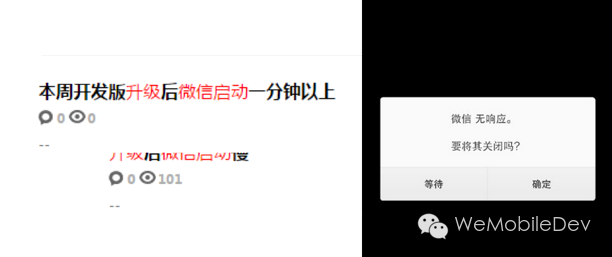 本周开发版升级后微信启动一分钟以上
0 0
--
升级后微信启动慢
0 101
--
微信 无响应。
要将其关闭吗?
等待 确定
WeMobileDev